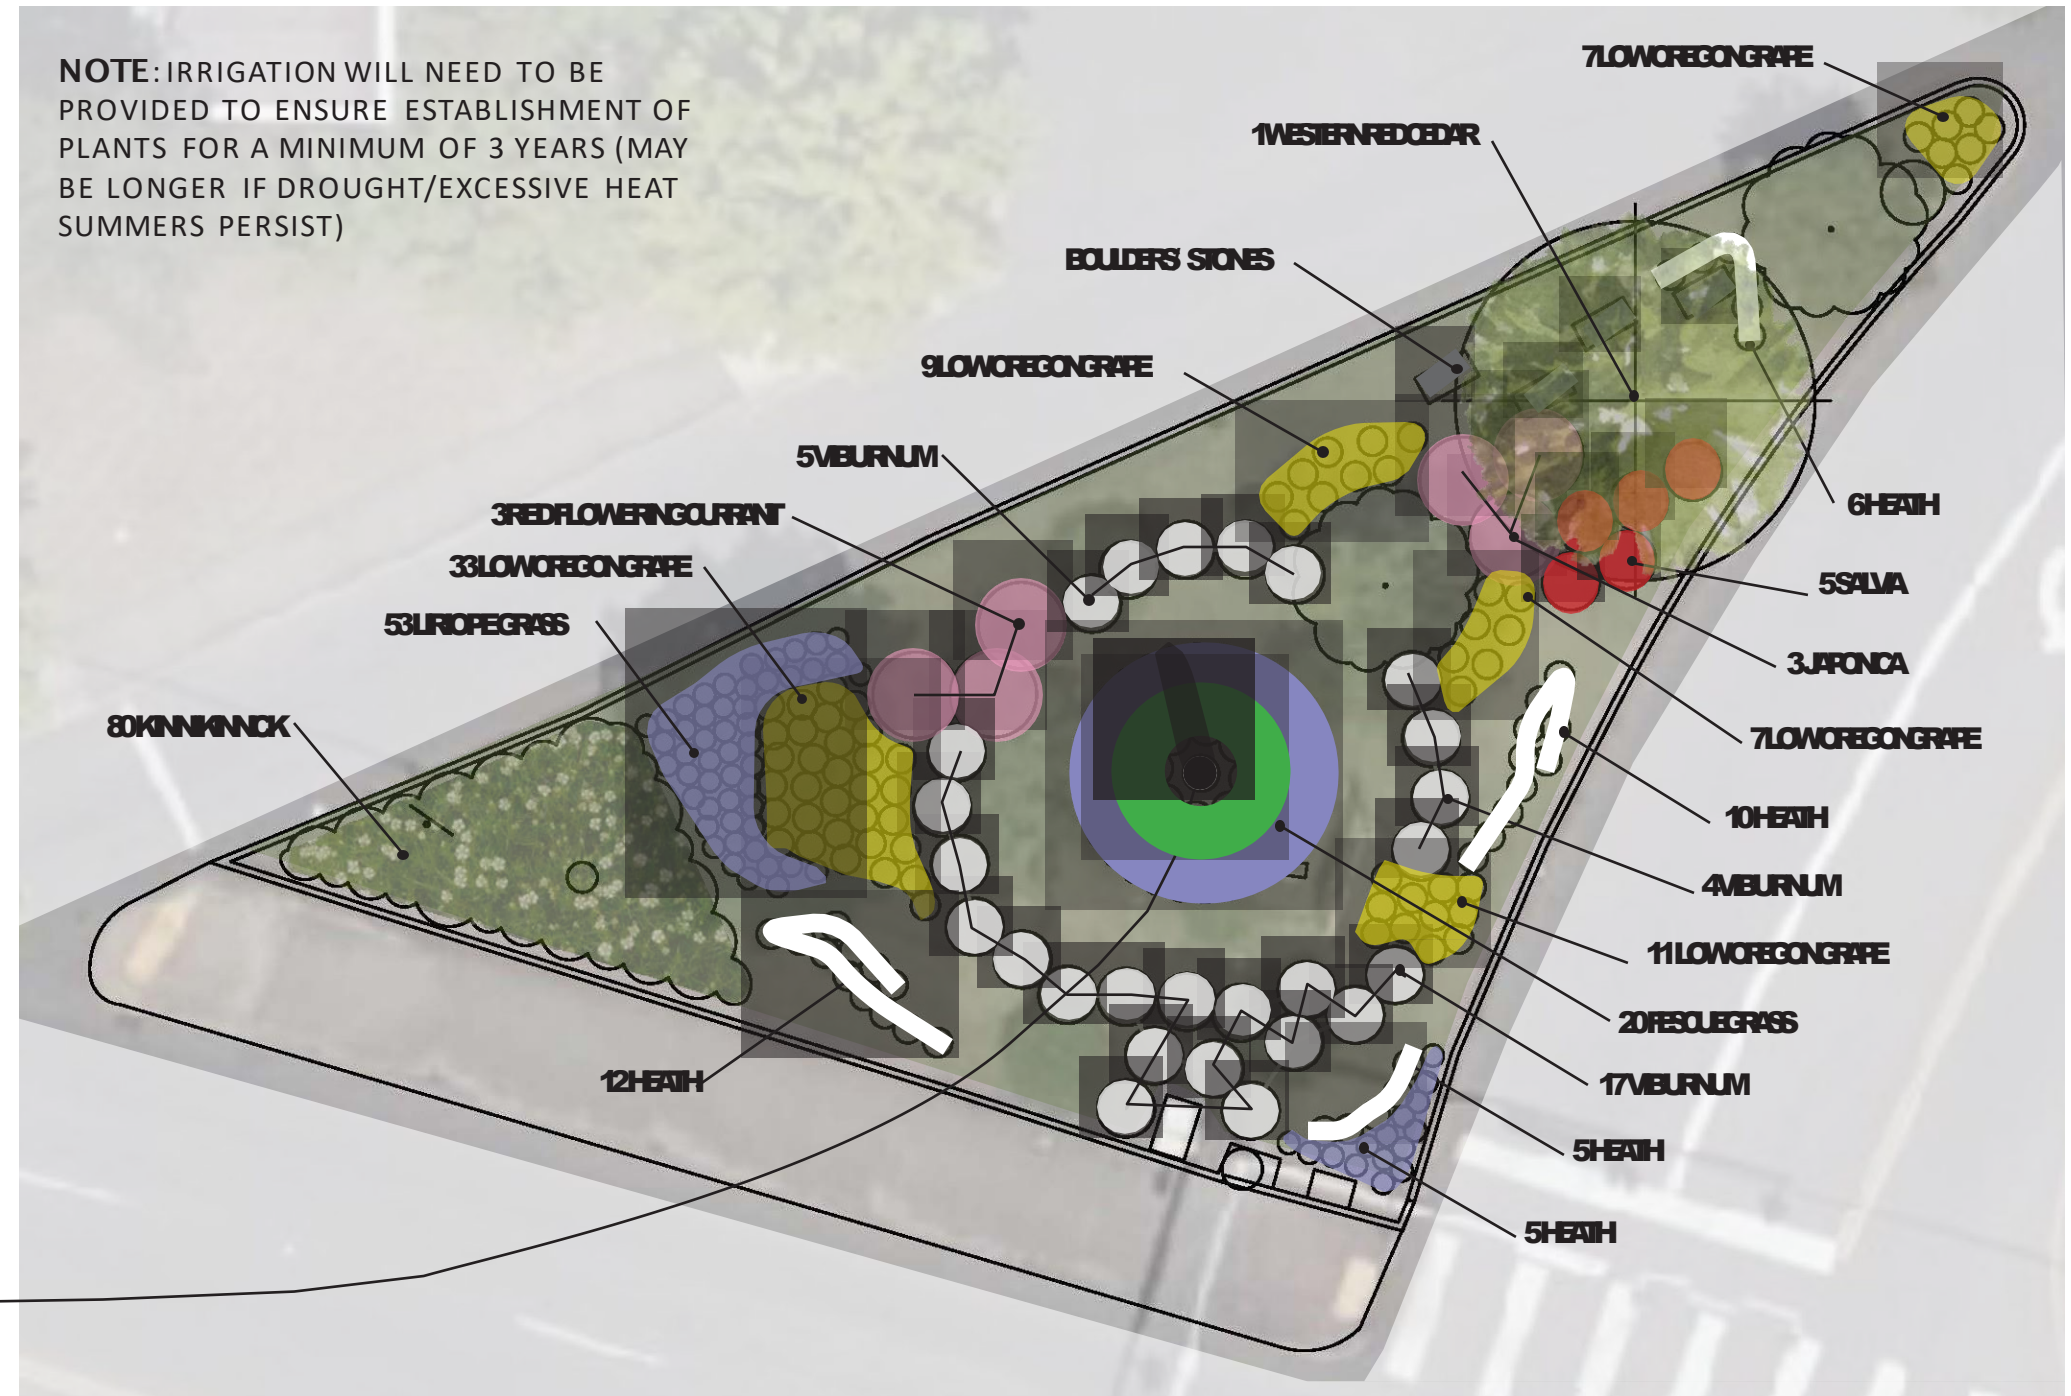 NOTE: IRRIGATION WILL NEED TO BE
PROVIDED TO ENSURE ESTABLISHMENT OF
PLANTS FOR A MINIMUM OF 3 YEARS (MAY
BE LONGER IF DROUGHT/EXCESSIVE HEAT
SUMMERS PERSIST)
7 LOW OREGON GRAPE
1 WESTERN RED CEDAR
BOULDERS/ STONES
9 LOW OREGON GRAPE
5 VIBURNUM
3 RED FLOWERING CURRANT
33 LOW OREGON GRAPE
53 LIRIOPE GRASS
80 KINNIKINNICK
12 HEATH
6 HEATH
5 SALVIA
3 JAPONICA
7 LOW OREGON GRAPE
10 HEATH
4 VIBURNUM
11 LOW OREGON GRAPE
20 FESCUE GRASS
17 VIBURNUM
5 HEATH
5 HEATH